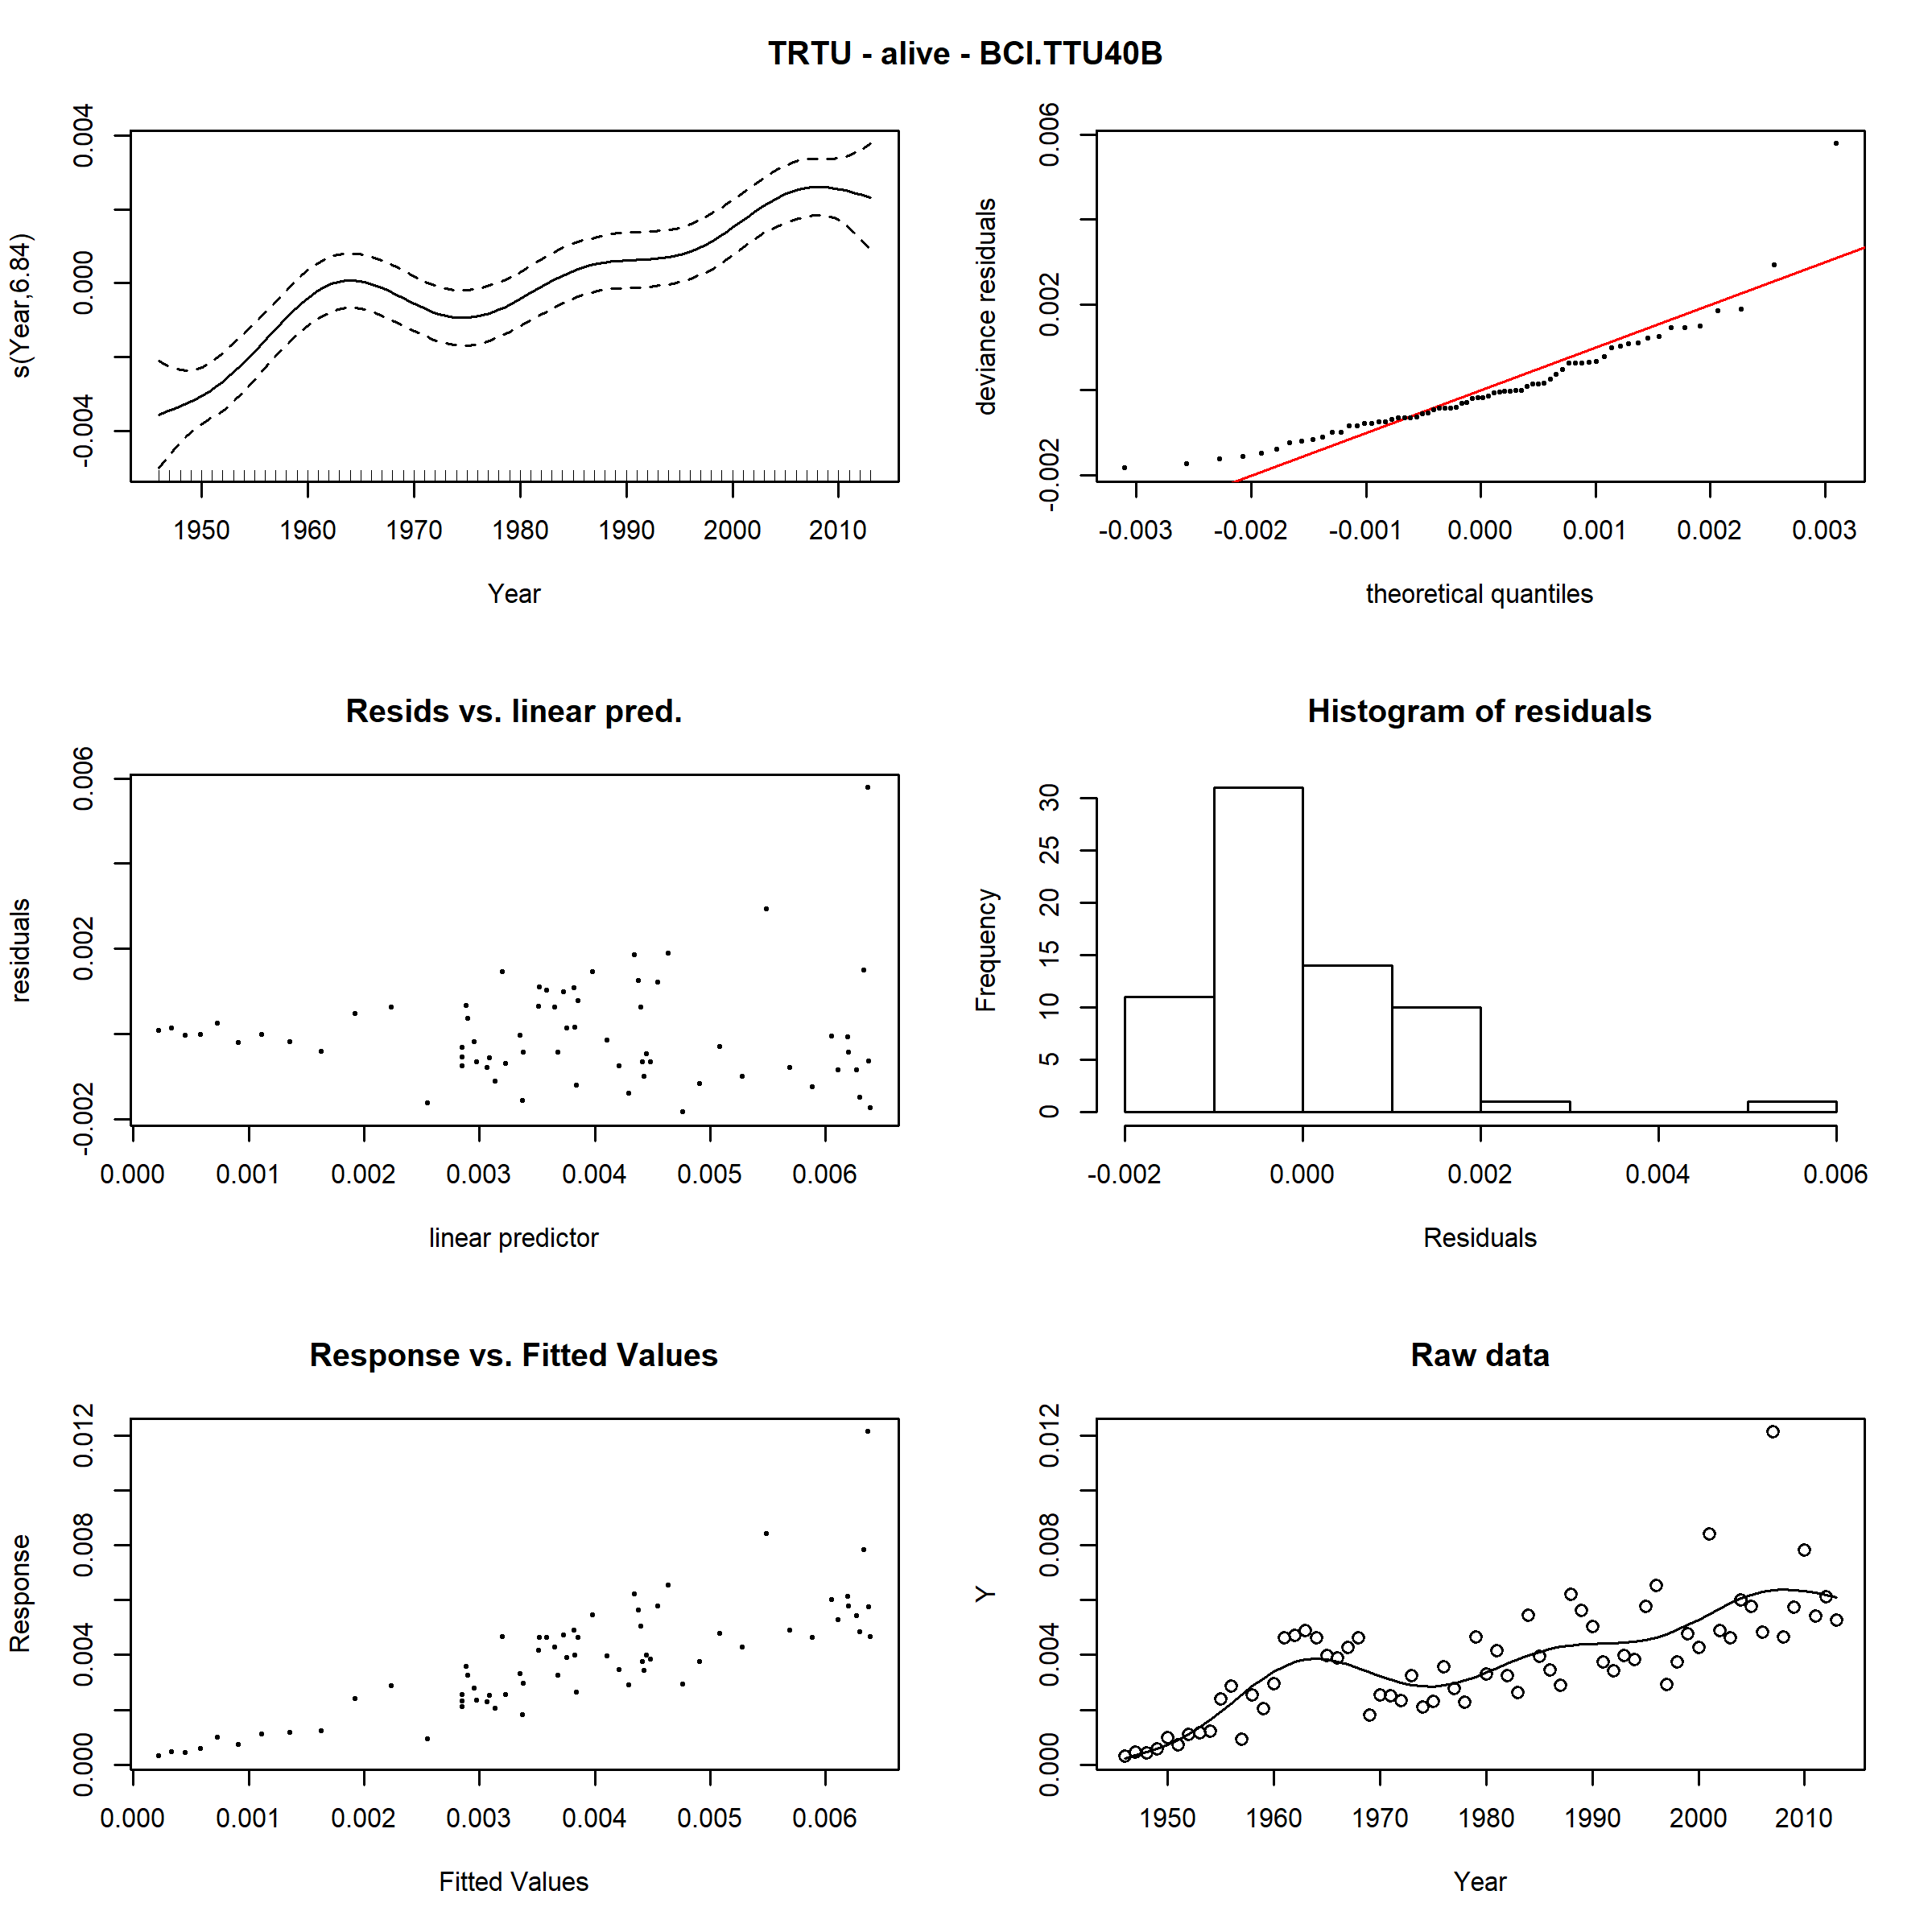 TRTU - alive - BCI.TTU40B
s(Year,6.84)
-0.004 0.000 0.004
1950 1960 1970 1980 1990 2000 2010
Year
deviance residuals
-0.002 0.002 0.006
-0.003 -0.002 -0.001 0.000 0.001 0.002 0.003
theoretical quantiles
Resids vs. linear pred.
residuals
-0.002 0.002 0.006
0.000 0.001 0.002 0.003 0.004 0.005 0.006
linear predictor
Histogram of residuals
Frequency
0 5 10 15 20 25 30
-0.002 0.000 0.002 0.004 0.006
Residuals
Response vs. Fitted Values
Response
0.000 0.004 0.008 0.012
0.000 0.001 0.002 0.003 0.004 0.005 0.006
Fitted Values
Raw data
Y
0.000 0.004 0.008 0.012
1950 1960 1970 1980 1990 2000 2010
Year